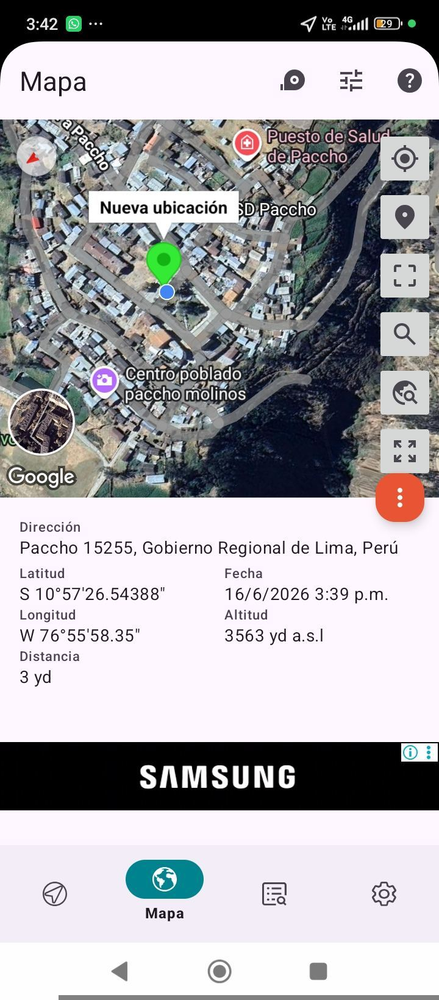 3:42
Vo
LTE
4G
29
Mapa
a Paccho
Puesto de Salud
de Paccho
Nueva ubicación
SD Paccho
Centro poblado
paccho molinos
Google
Dirección
Paccho 15255, Gobierno Regional de Lima, Perú
Latitud
Fecha
S 10°57'26.54388"
16/6/2026 3:39 p.m.
Longitud
Altitud
W 76°55'58.35"
3563 yd a.s.l
Distancia
3 yd
SAMSUNG
Mapa